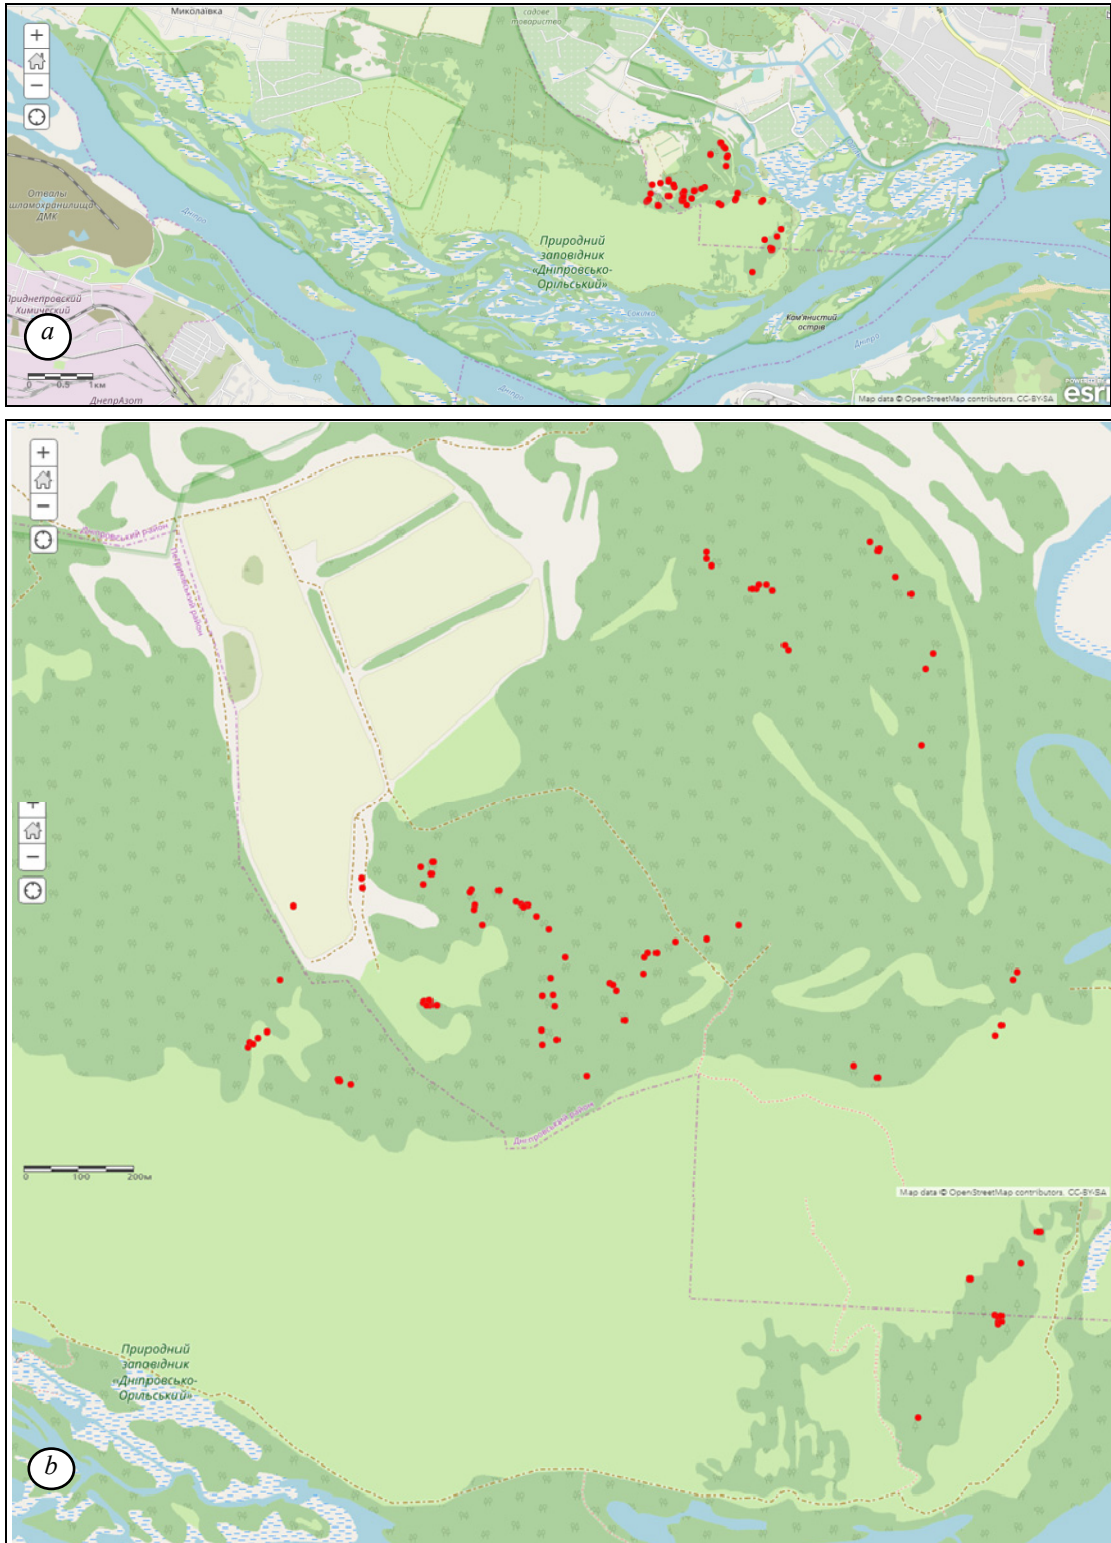 Миколаївка
садове
товариство
+
−
Отвалы
шламохранилища
ДМК
Дніпро
Природний
заповідник
«Дніпровсько-
Орільський»
Приднепровский
Химический
a
Сокілка
Кам'янистий
острів
Дніпро
0 0.5 1км
Дніпро
ДнепрАзот
POWERED BY
esri
Map data © OpenStreetMap contributors, CC-BY-SA
+
−
Дніпровський район
+
−
Дніпровський район
0 100 200м
Map data © OpenStreetMap contributors, CC-BY-SA
Природний
заповідник
«Дніпровсько-
Орільський»
b